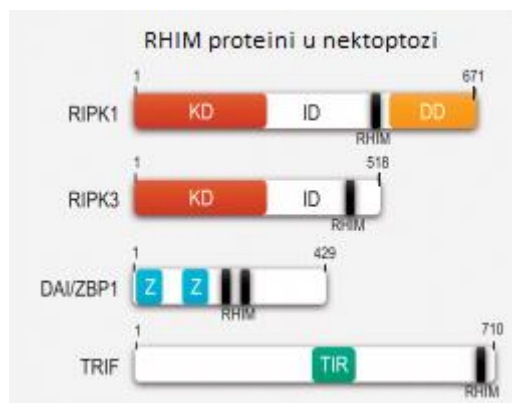 RHIM proteini u nektoptozi
1 671
RIPK1 KD ID DD
RHIM
1 518
RIPK3 KD ID
RHIM
1 429
DAI/ZBP1 Z Z
RHIM
1 710
TRIF TIR
RHIM